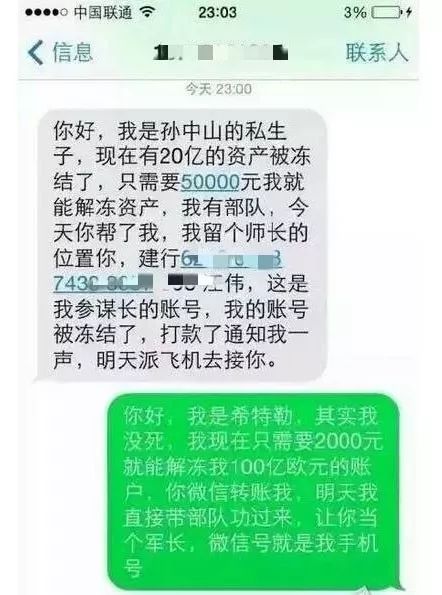 中国联通 23:03 3%
信息 联系人
今天 23:00
你好，我是孙中山的私生
子，现在有20亿的资产被冻
结了，只需要50000元我就
能解冻资产，我有部队，今
天你帮了我，我留个师长的
位置你，建行
江伟，这是
我参谋长的账号，我的账号
被冻结了，打款了通知我一
声，明天派飞机去接你。
你好，我是希特勒，其实我
没死，我现在只需要2000元
就能解冻我100亿欧元的账
户，你微信转账我，明天我
直接带部队功过来，让你当
个军长，微信号就是我手机
号